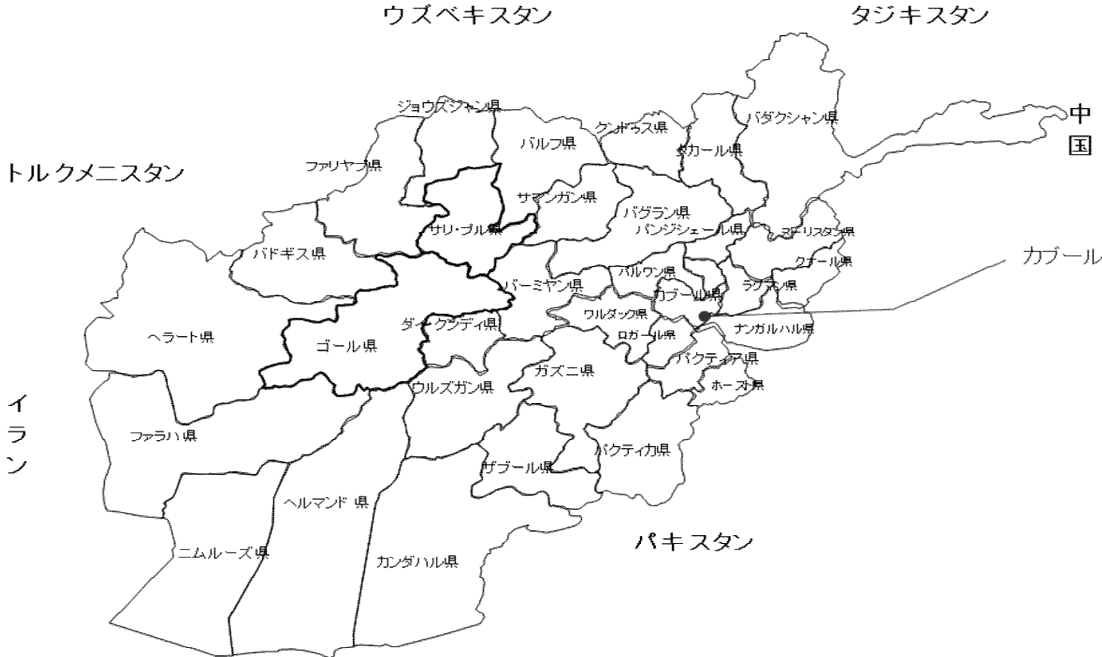 ウズベキスタン
タジキスタン
ジョウズジャン県
バダクシャン県
中国
クンドゥス県
バルフ県
タカール県
ファリヤブ県
トルクメニスタン
サマンガン県
バグラン県
サリ・プル県
パンジシェール県
ヌーリスタン県
バドギス県
クナール県
カブール
パルワン県
バーミヤン県
ラグマン県
カブール県
ワルダック県
ダイ・クンディ県
ナンガルハル県
ロガール県
ヘラート県
ゴール県
パクティア県
ガズニ県
ホースト県
ウルズガン県
イラン
ファラハ県
パクティカ県
ザブール県
ヘルマンド 県
パキスタン
ニムルーズ県
カンダハル県